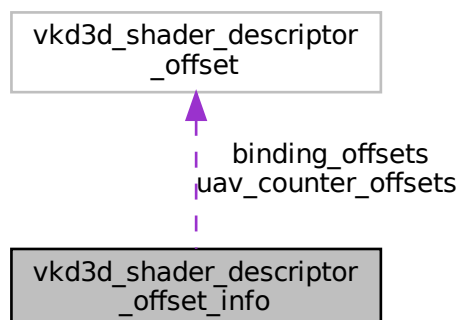 vkd3d_shader_descriptor
_offset
binding_offsets
uav_counter_offsets
vkd3d_shader_descriptor
_offset_info